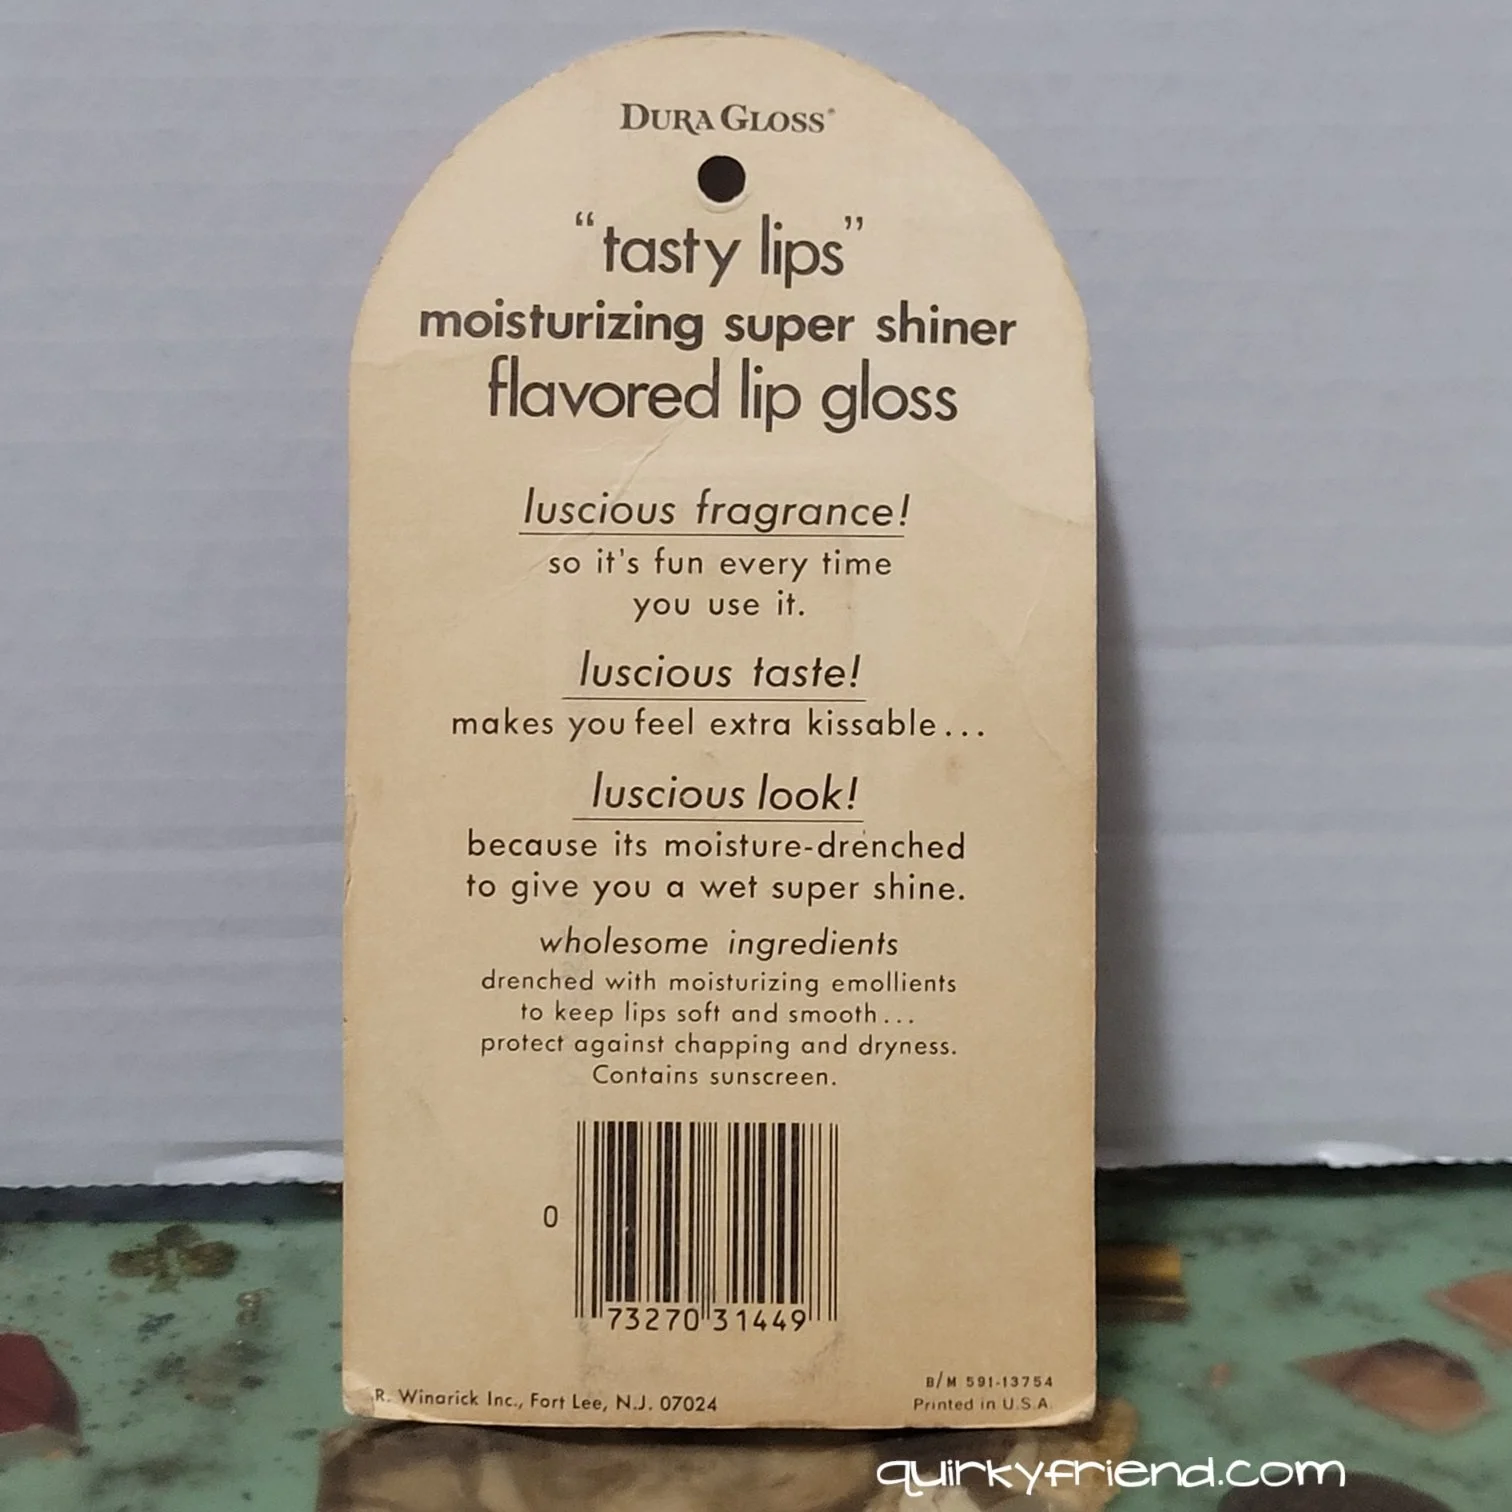 DURA GLOSS®
"tasty lips"
moisturizing super shiner
flavored lip gloss
luscious fragrance!
so it's fun every time
you use it.
luscious taste!
makes you feel extra kissable...
luscious look!
because its moisture-drenched
to give you a wet super shine.
wholesome ingredients
drenched with moisturizing emollients
to keep lips soft and smooth...
protect against chapping and dryness.
Contains sunscreen.
0 73270 31449
R. Winarick Inc., Fort Lee, N.J. 07024
B/M 591-13754
Printed in U.S.A.
quirkyfriend.com